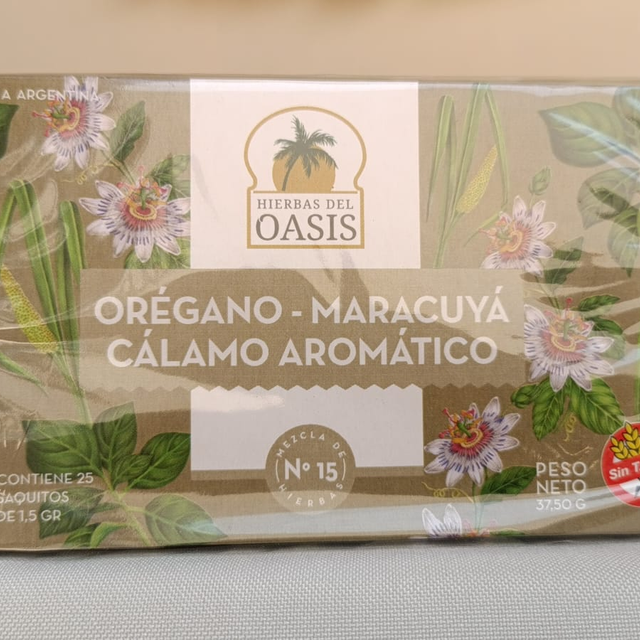 A ARGENTINA
HIERBAS DEL
OASIS
ORÉGANO - MARACUYÁ
CÁLAMO AROMÁTICO
MEZCLA DE
Nº 15
HIERBAS
CONTIENE 25
SAQUITOS
DE 1,5 GR
PESO
NETO
37,50 G
Sin